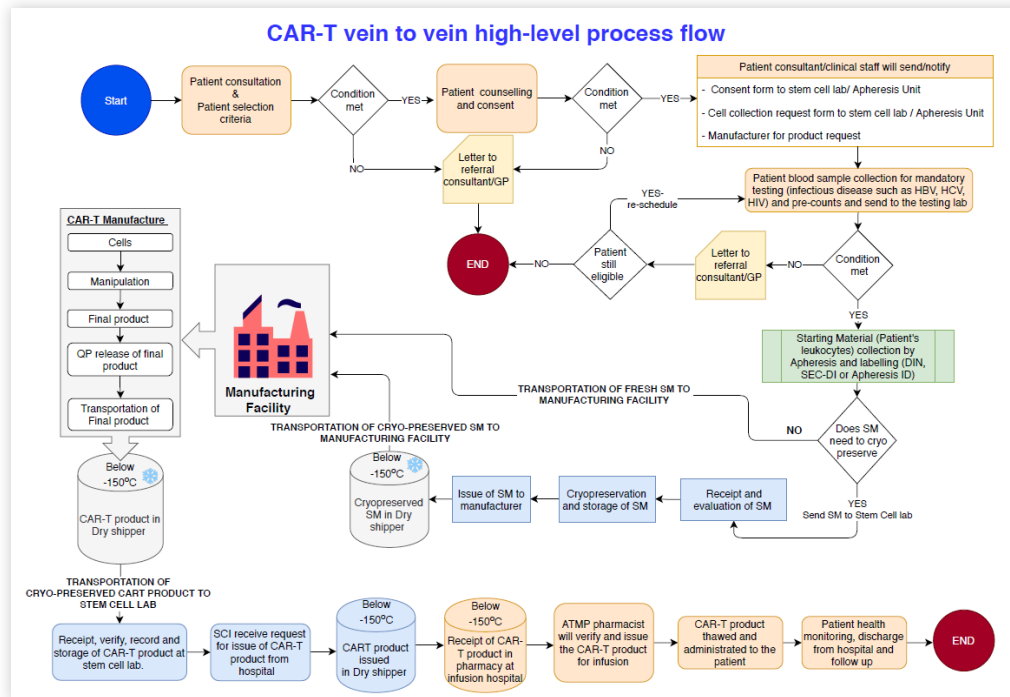 CAR-T vein to vein high-level process flow
Start
Patient consultation
&
Patient selection
criteria
Condition
met
YES
NO
Patient counselling
and consent
Condition
met
NO
Letter to
referral
consultant/GP
END
Patient consultant/clinical staff will send/notify
- Consent form to stem cell lab/ Apheresis Unit
- Cell collection request form to stem cell lab / Apheresis Unit
- Manufacturer for product request
Patient blood sample collection for mandatory
testing (infectious disease such as HBV, HCV,
HIV) and pre-counts and send to the testing lab
Condition
met
NO
Letter to
referral
consultant/GP
Patient
still
eligible
YES-
re-schedule
NO
YES
Starting Material (Patient's
leukocytes) collection by
Apheresis and labelling (DIN,
SEC-DI or Apheresis ID)
Does SM
need to cryo
preserve
NO
TRANSPORTATION OF FRESH SM TO
MANUFACTURING FACILITY
YES
Send SM to Stem Cell lab
Receipt and
evaluation of SM
Cryopreservation
and storage of SM
Issue of SM to
manufacturer
Below
-150⁰C
Cryopreserved
SM in Dry
shipper
TRANSPORTATION OF CRYO-PRESERVED SM TO
MANUFACTURING FACILITY
Manufacturing
Facility
CAR-T Manufacture
Cells
Manipulation
Final product
QP release of final
product
Transportation of
Final product
Below
-150⁰C
CAR-T product in
Dry shipper
TRANSPORTATION OF
CRYO-PRESERVED CART PRODUCT TO
STEM CELL LAB
Receipt, verify, record and
storage of CAR-T product at
stem cell lab.
SCI receive request
for issue of CAR-T
product from
hospital
Below
-150⁰C
CART product
issued
in Dry shipper
Below
-150⁰C
Receipt of CAR-
T product in
pharmacy at
infusion hospital
ATMP pharmacist
will verify and issue
the CAR-T product
for infusion
CAR-T product
thawed and
administrated to the
patient
Patient health
monitoring, discharge
from hospital and
follow up
END